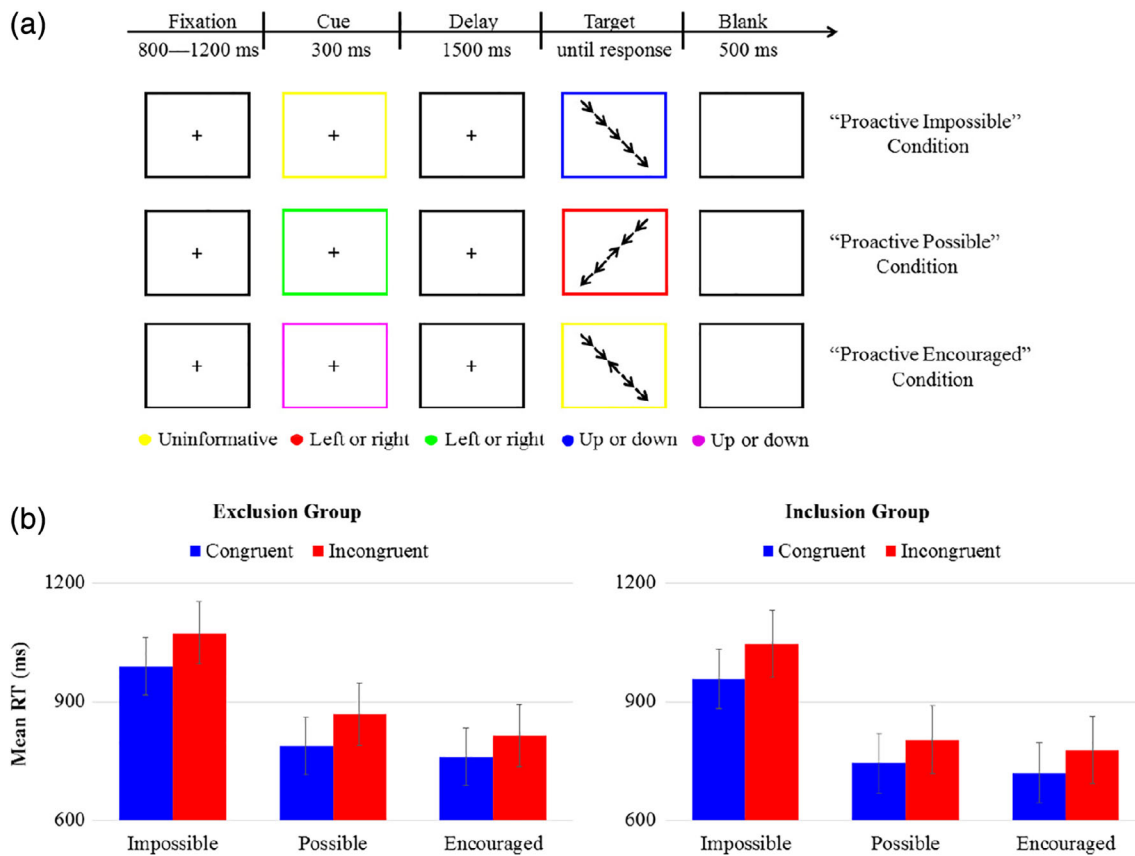 (a)
Fixation Cue Delay Target Blank
800—1200 ms 300 ms 1500 ms until response 500 ms
“Proactive Impossible”
Condition
“Proactive Possible”
Condition
“Proactive Encouraged”
Condition
Uninformative Left or right Left or right Up or down Up or down
(b)
Exclusion Group
Congruent Incongruent
Mean RT (ms)
1200
900
600
Impossible Possible Encouraged
Inclusion Group
Congruent Incongruent
1200
900
600
Impossible Possible Encouraged